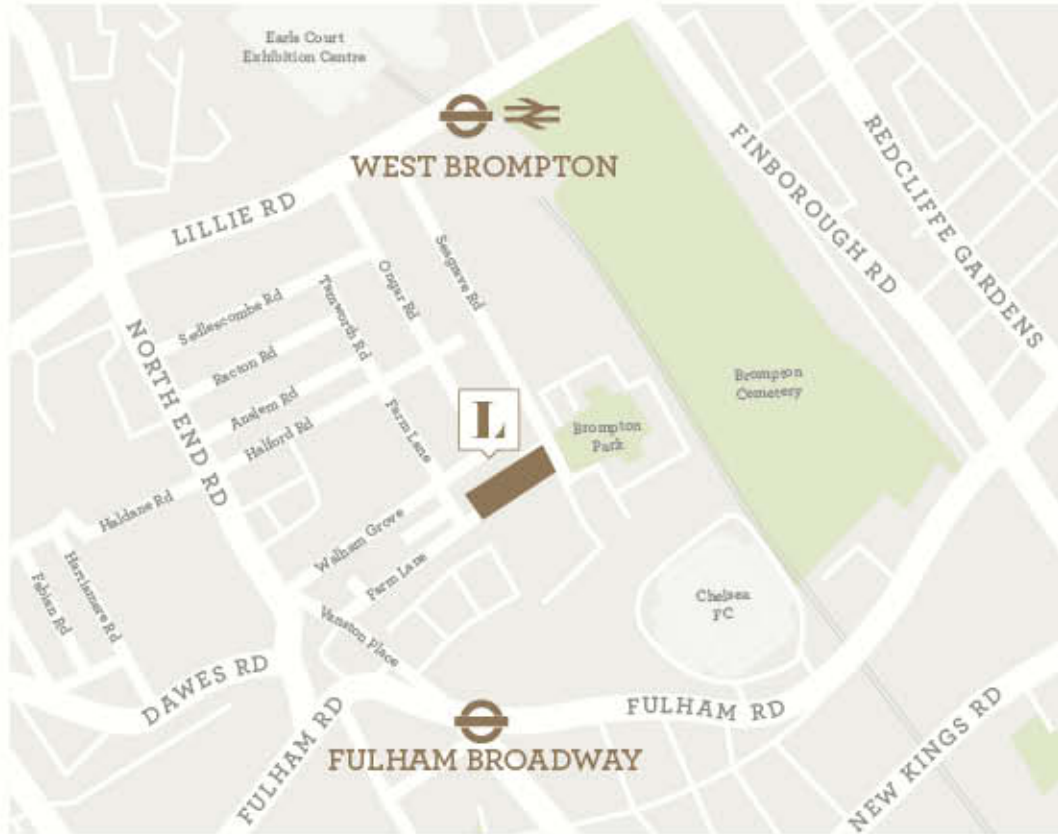 Earls Court
Exhibition Centre
WEST BROMPTON
FINBOROUGH RD
REDCLIFFE GARDENS
LILLIE RD
Seagrave Rd
Ongar Rd
Tamworth Rd
Sedlescombe Rd
Racton Rd
Anslem Rd
Halford Rd
NORTH END RD
Farm Lane
L
Brompton
Park
Brompton
Cemetery
Haldane Rd
Walham Grove
Farm Lane
Harrismere Rd
Fabian Rd
Vanston place
Chelsea
FC
DAWES RD
FULHAM RD
FULHAM RD
NEW KINGS RD
FULHAM BROADWAY